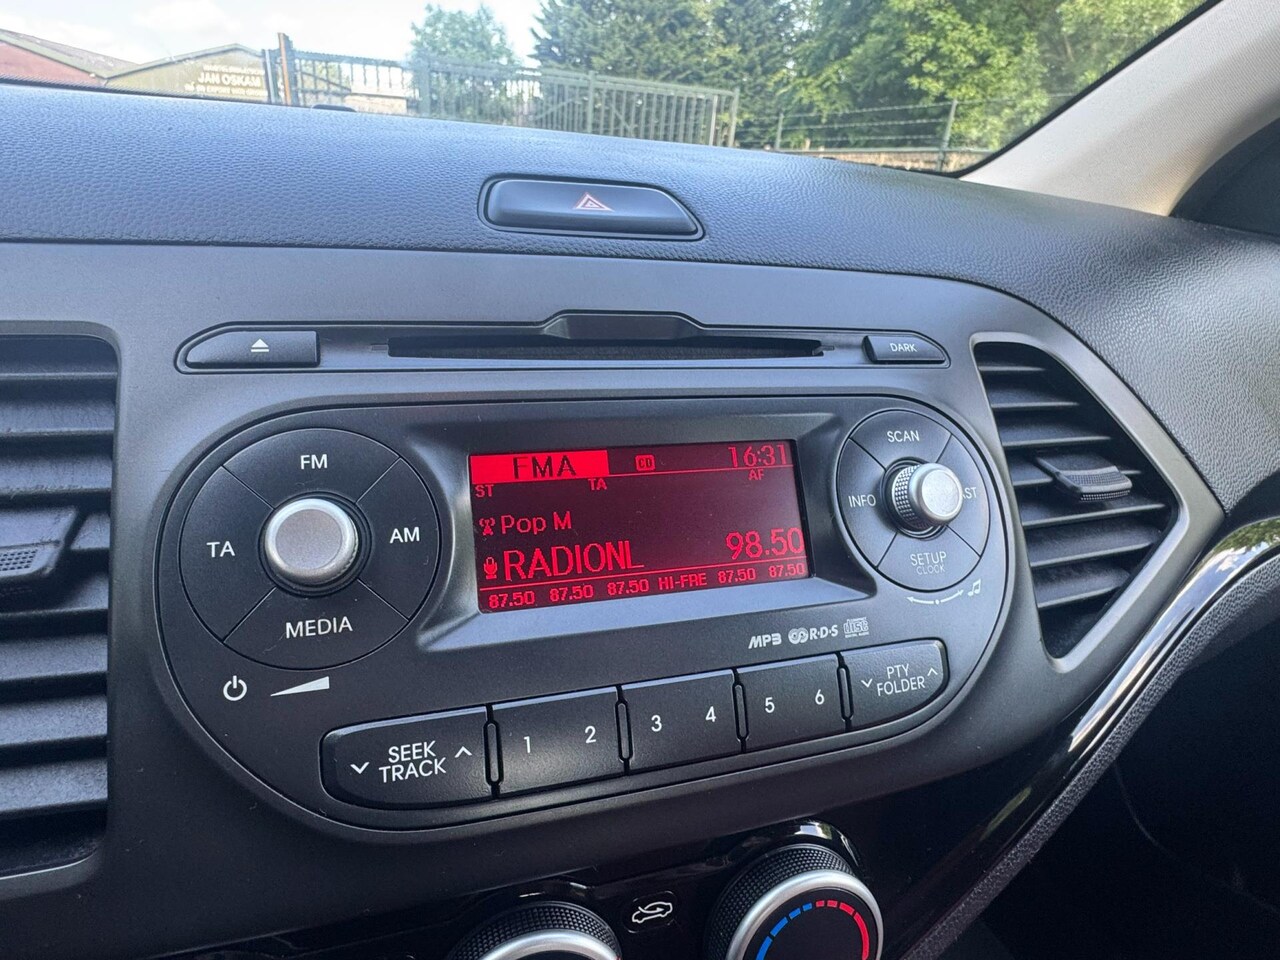 JAN OSKAM
DARK
FM
AM
TA
MEDIA
FMA
CD
16:31
ST
TA
AF
Pop M
RADIONL
98.50
87.50 87.50 87.50 HI-FRE 87.50 87.50
SCAN
INFO
AST
SETUP
CLOCK
MP3 R·D·S disc
SEEK
TRACK
1 2
3 4
5 6
PTY
FOLDER